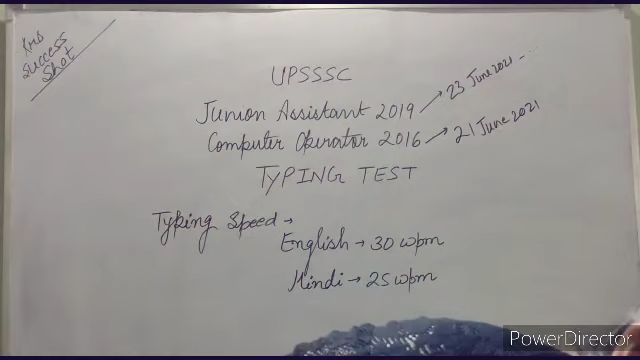 Success
Shot
UPSSSC
Junion Assistant 2019 → 23 June 2021 - ...
Computer Operator 2016 → 21 June 2021
TYPING TEST
Typing Speed →
English → 30 wpm
Hindi → 25 wpm
PowerDirector